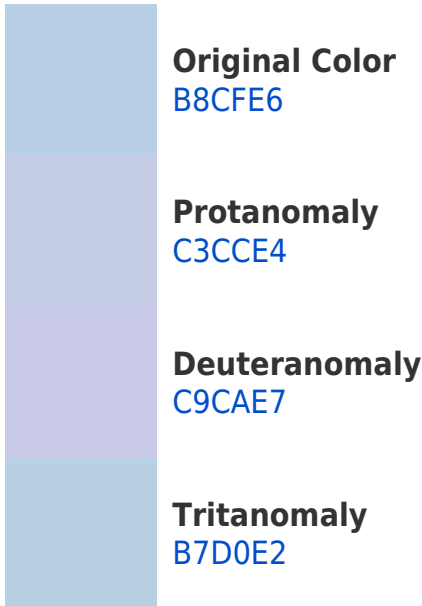 Original Color
B8CFE6
Protanomaly
C3CCE4
Deuteranomaly
C9CAE7
Tritanomaly
B7D0E2